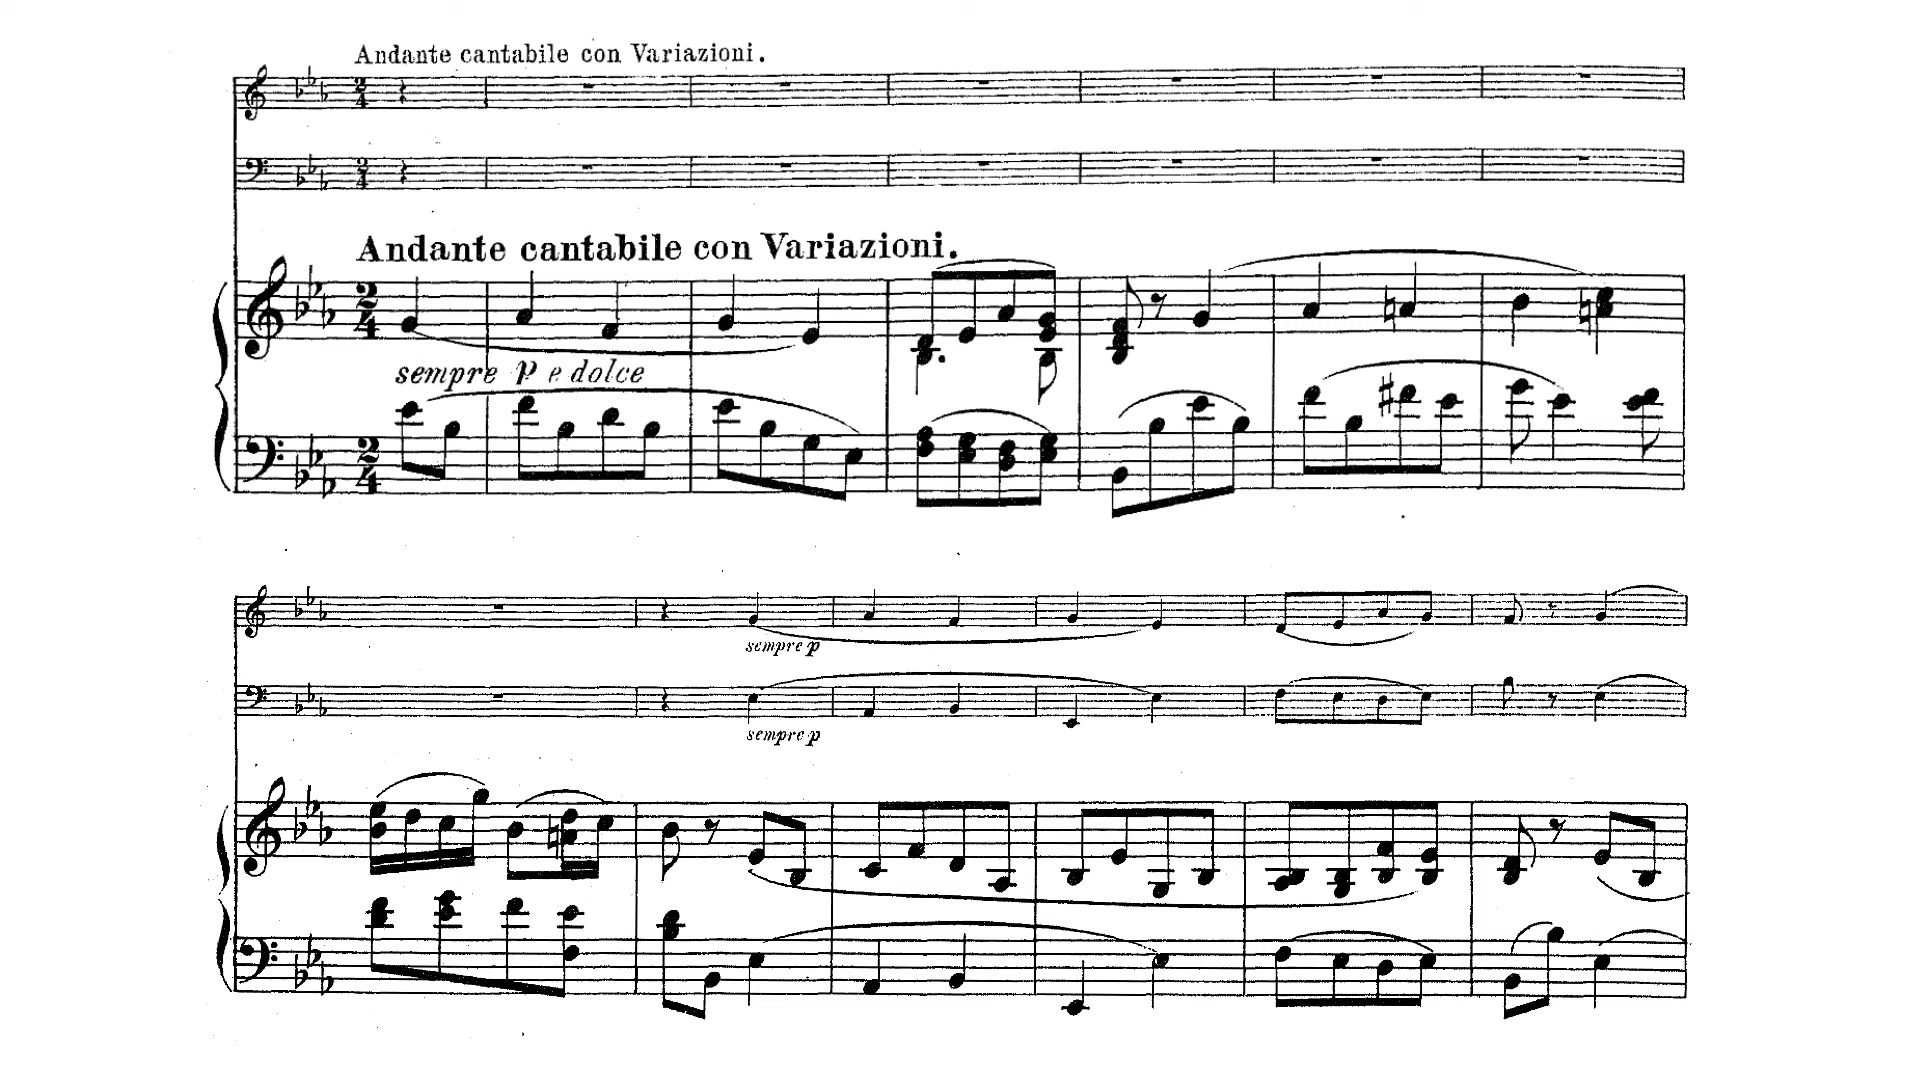 Andante cantabile con Variazioni.
Andante cantabile con Variazioni.
sempre p e dolce
sempre p
sempre p